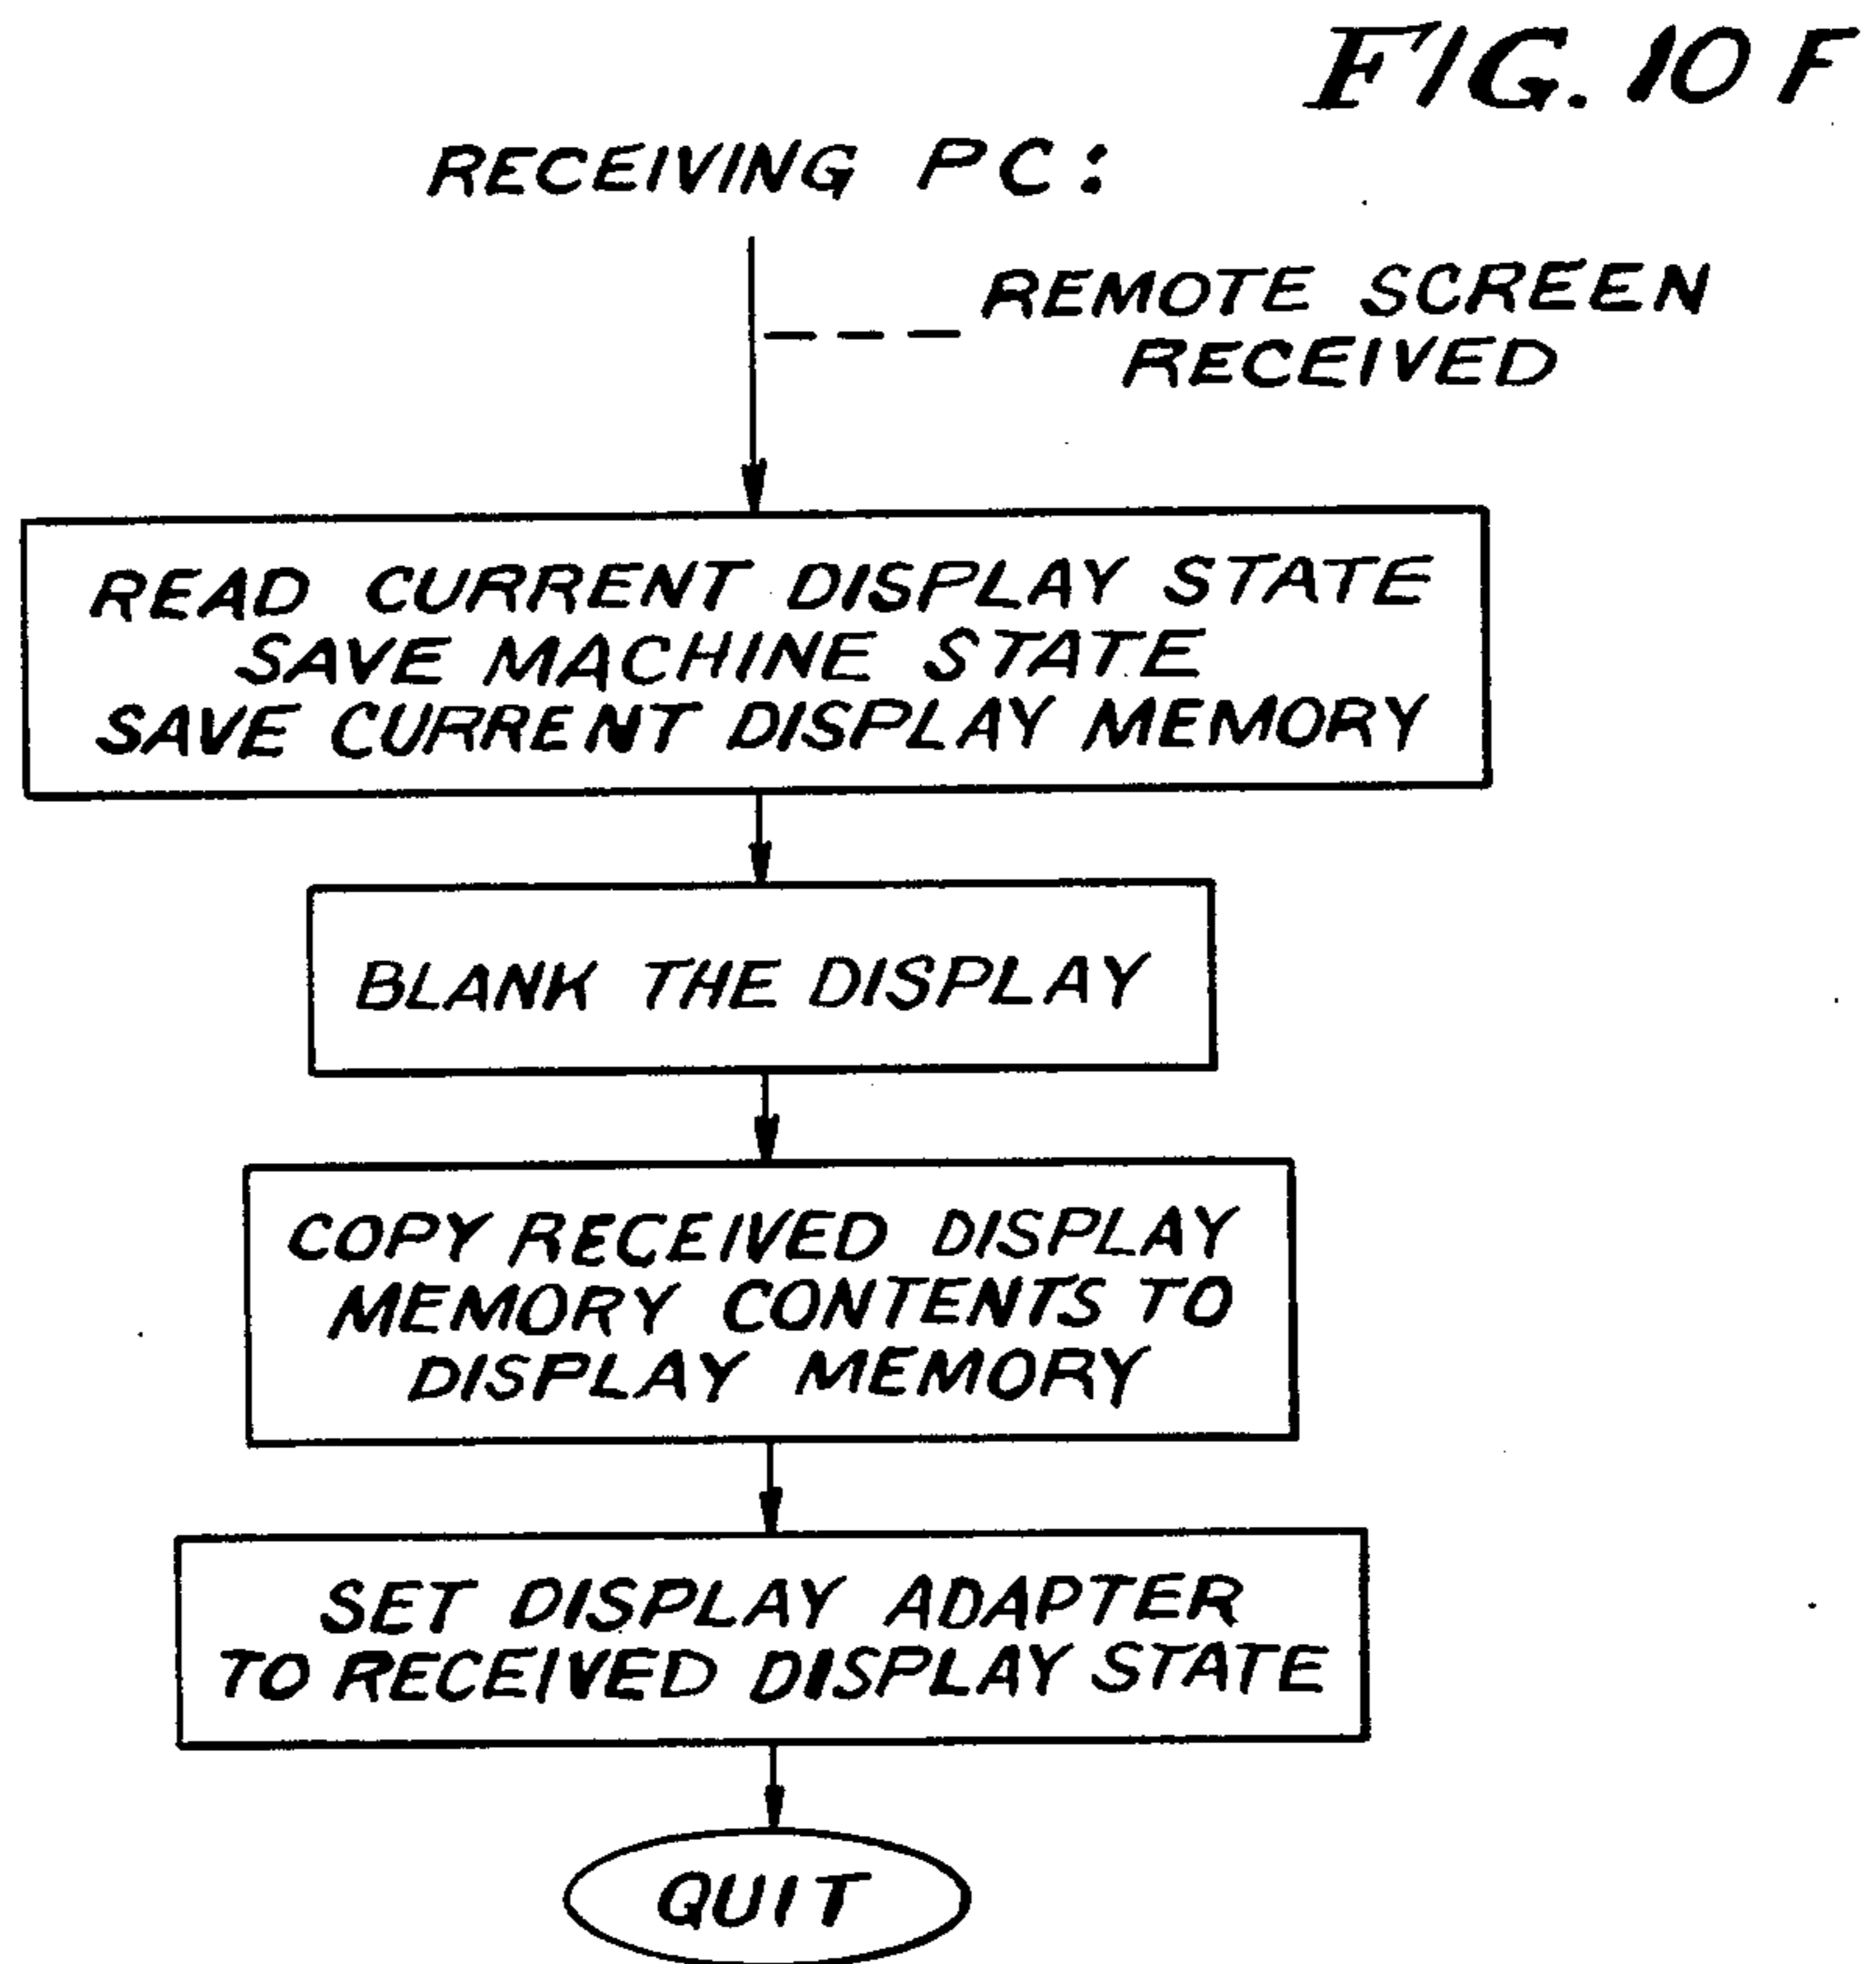 FIG. 10 F
RECEIVING PC:
REMOTE SCREEN
RECEIVED
READ CURRENT DISPLAY STATE
SAVE MACHINE STATE
SAVE CURRENT DISPLAY MEMORY
BLANK THE DISPLAY
COPY RECEIVED DISPLAY
MEMORY CONTENTS TO
DISPLAY MEMORY
SET DISPLAY ADAPTER
TO RECEIVED DISPLAY STATE
QUIT